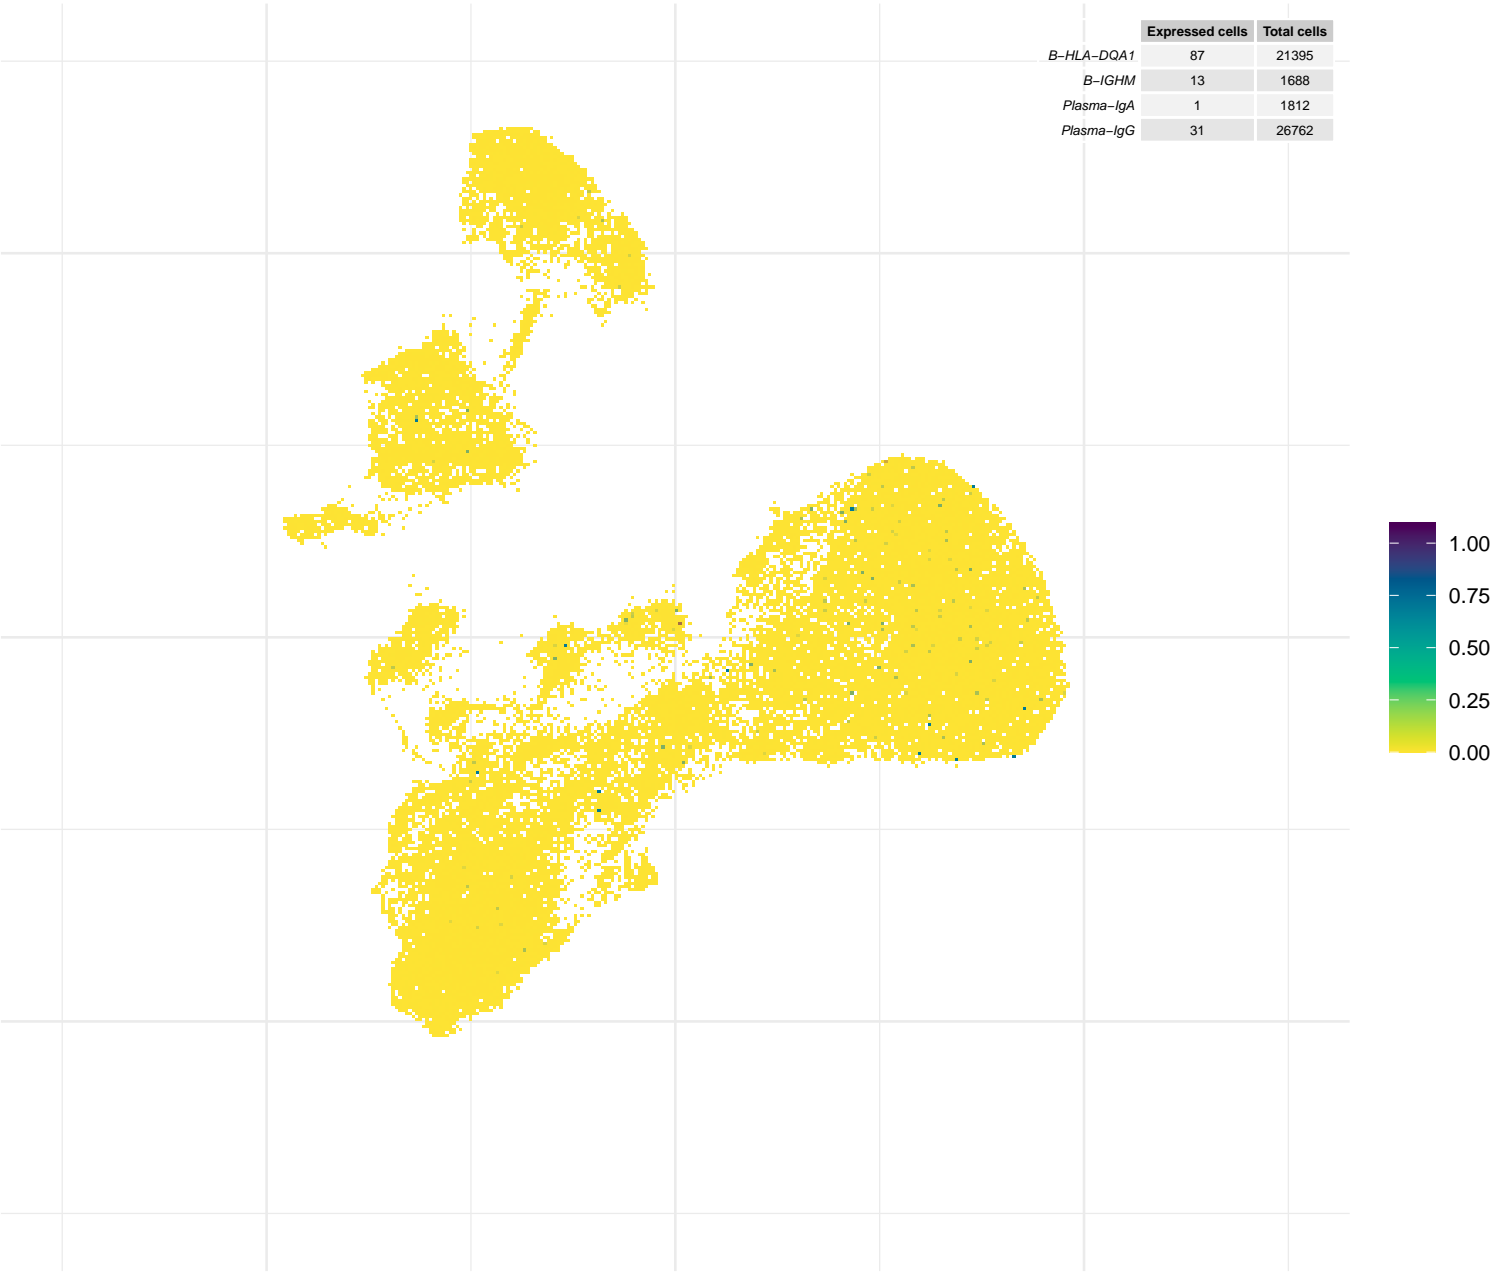 Expressed cells Total cells
B−HLA−DQA1 87 21395
B−IGHM 13 1688
Plasma−IgA 1 1812
Plasma−IgG 31 26762
1.00
0.75
0.50
0.25
0.00